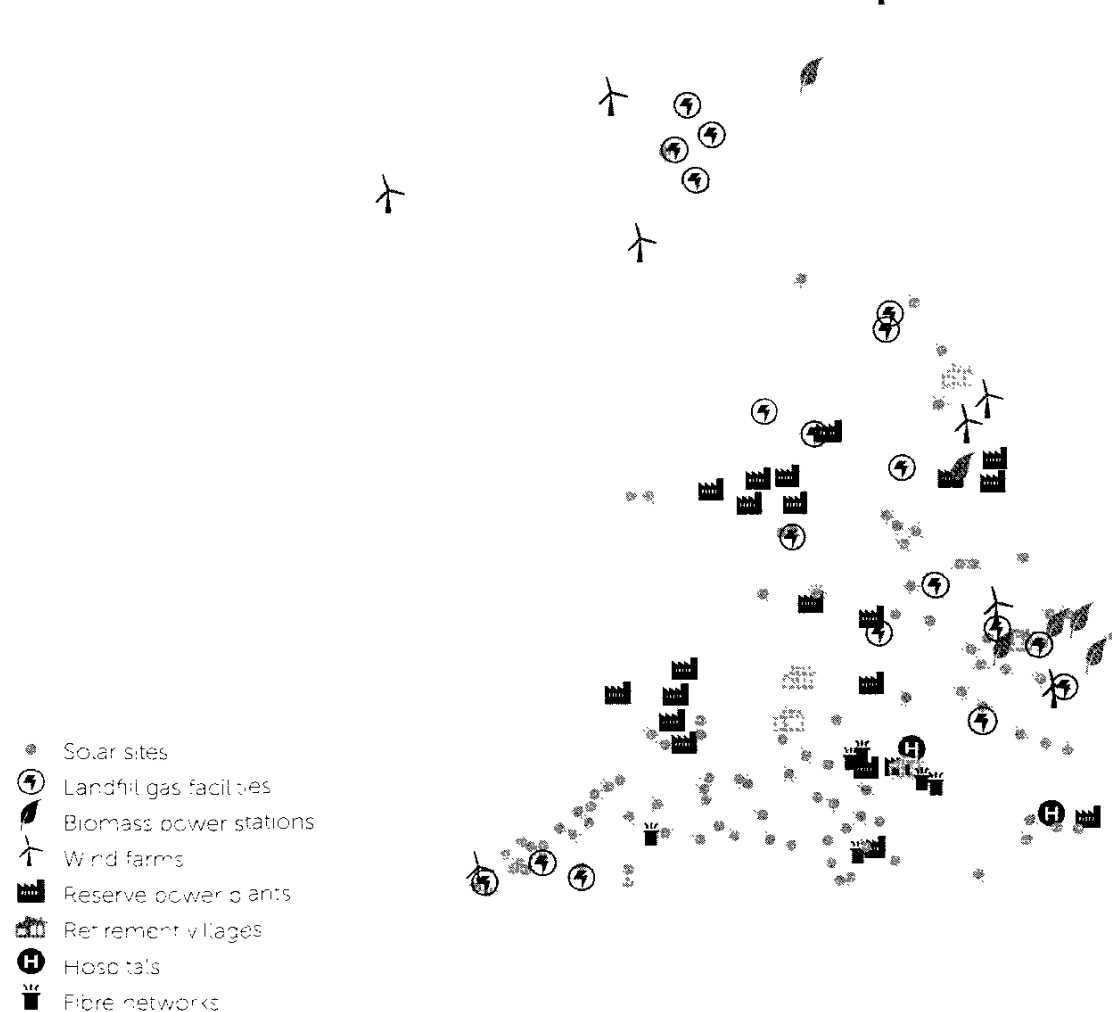 Solar sites
Landfill gas facilities
Biomass power stations
Wind farms
Reserve power plants
Retirement villages
H Hospitals
Fibre networks
H
H